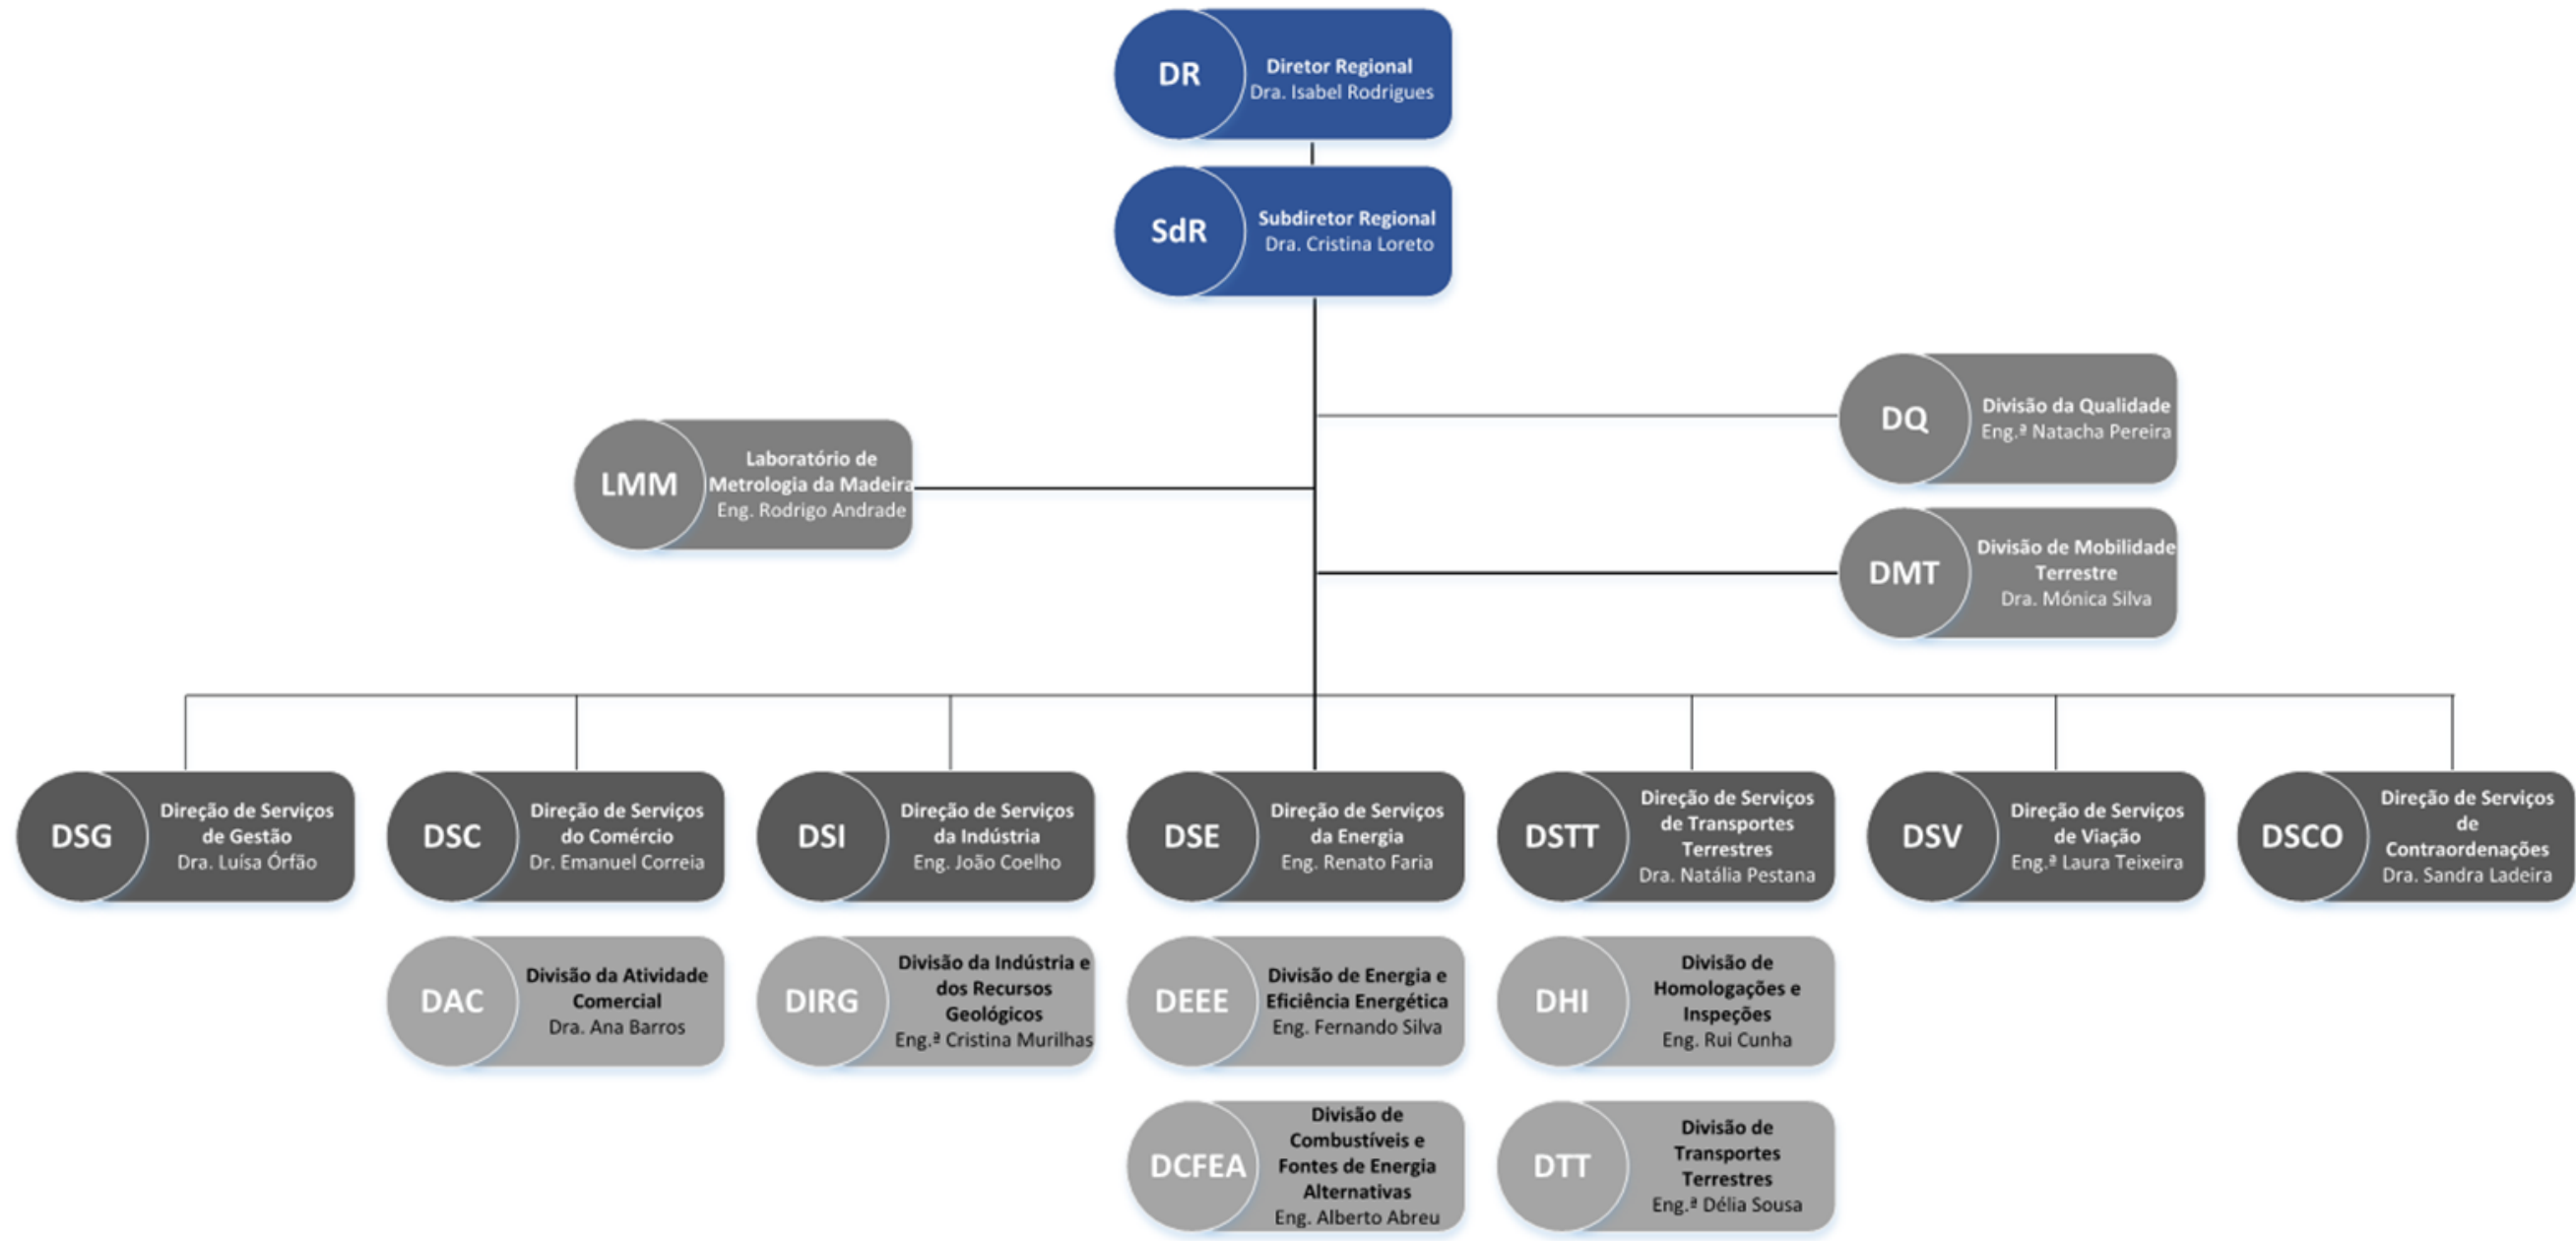 DR
Diretor Regional
Dra. Isabel Rodrigues
SdR
Subdiretor Regional
Dra. Cristina Loreto
DQ
Divisão da Qualidade
Eng.ª Natacha Pereira
LMM
Laboratório de
Metrologia da Madeira
Eng. Rodrigo Andrade
DMT
Divisão de Mobilidade
Terrestre
Dra. Mónica Silva
DSG
Direção de Serviços
de Gestão
Dra. Luísa Órfão
DSC
Direção de Serviços
do Comércio
Dr. Emanuel Correia
DSI
Direção de Serviços
da Indústria
Eng. João Coelho
DSE
Direção de Serviços
da Energia
Eng. Renato Faria
DSTT
Direção de Serviços
de Transportes
Terrestres
Dra. Natália Pestana
DSV
Direção de Serviços
de Viação
Eng.ª Laura Teixeira
DSCO
Direção de Serviços
de
Contraordenações
Dra. Sandra Ladeira
DAC
Divisão da Atividade
Comercial
Dra. Ana Barros
DIRG
Divisão da Indústria e
dos Recursos
Geológicos
Eng.ª Cristina Murilhas
DEEE
Divisão de Energia e
Eficiência Energética
Eng. Fernando Silva
DHI
Divisão de
Homologações e
Inspeções
Eng. Rui Cunha
DCFEA
Divisão de
Combustíveis e
Fontes de Energia
Alternativas
Eng. Alberto Abreu
DTT
Divisão de
Transportes
Terrestres
Eng.ª Délia Sousa